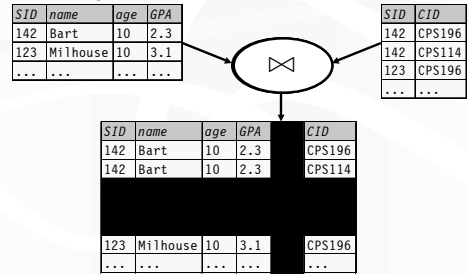 SID name age GPA
142 Bart 10 2.3
123 Milhouse 10 3.1
... ... ... ...
SID CID
142 CPS196
142 CPS114
123 CPS196
... ...
⋈
SID name age GPA CID
142 Bart 10 2.3 CPS196
142 Bart 10 2.3 CPS114
123 Milhouse 10 3.1 CPS196
... ... ... ... ...